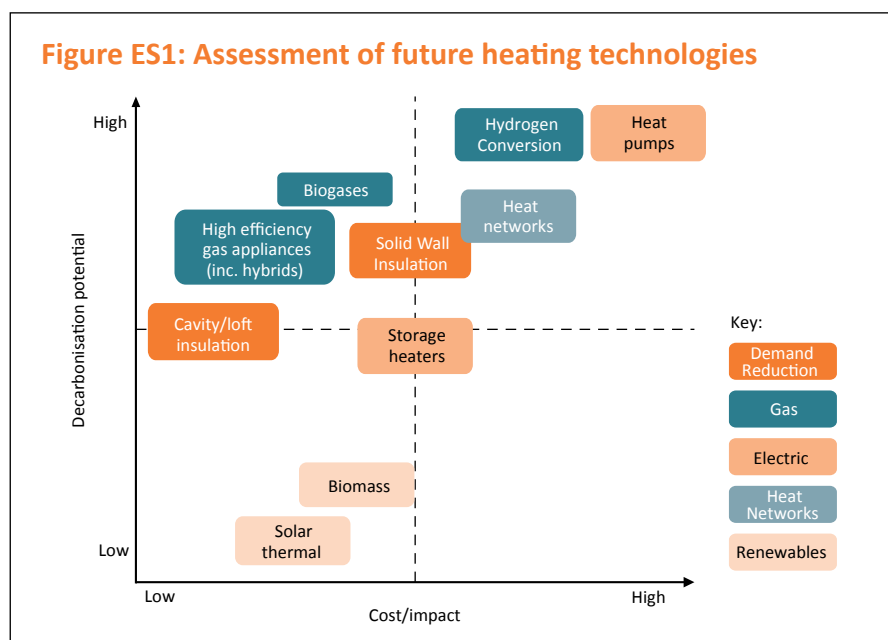 Figure ES1: Assessment of future heating technologies
High
Decarbonisation potential
Low
Hydrogen
Conversion
Heat
pumps
Biogases
Heat
networks
High efficiency
gas appliances
(inc. hybrids)
Solid Wall
Insulation
Cavity/loft
insulation
Storage
heaters
Biomass
Solar
thermal
Low
Cost/impact
High
Key:
Demand
Reduction
Gas
Electric
Heat
Networks
Renewables